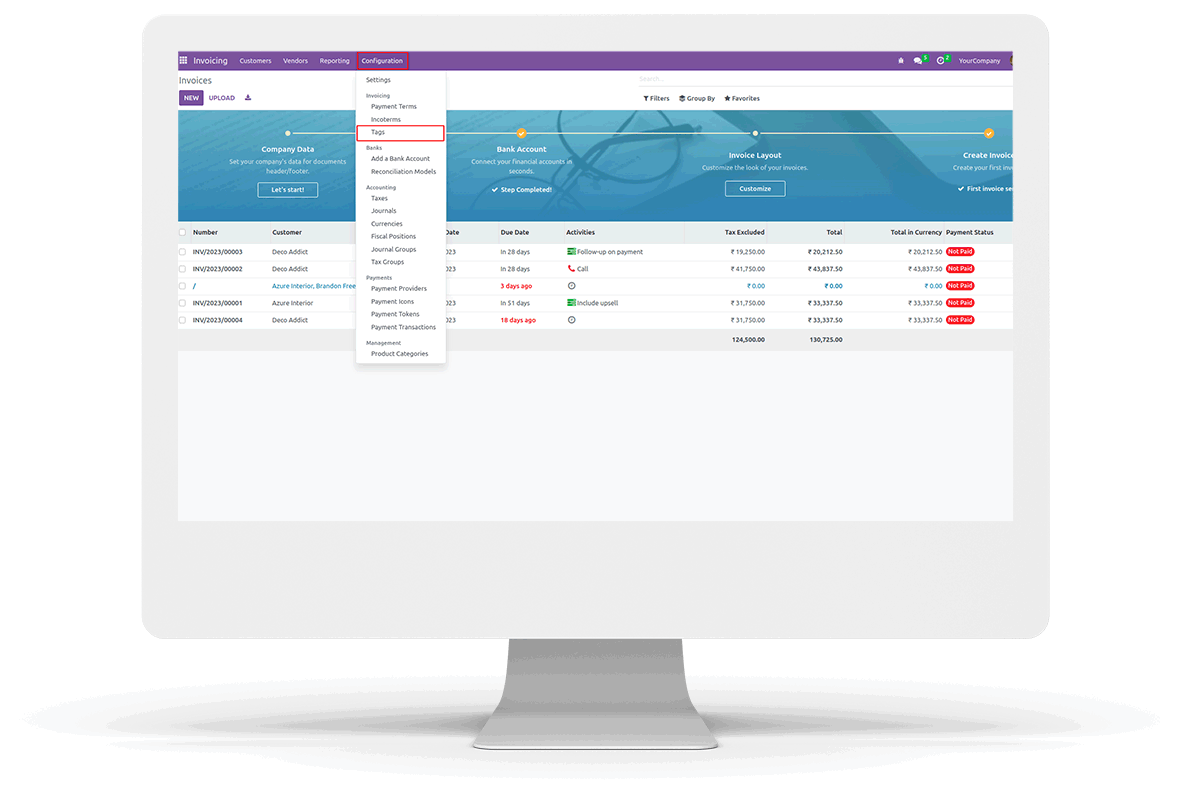 Invoicing Customers Vendors Reporting Configuration 5 2 YourCompany
Invoices
Search...
NEW UPLOAD
Filters Group By Favorites
Settings
Invoicing
Payment Terms
Incoterms
Tags
Banks
Add a Bank Account
Reconciliation Models
Accounting
Taxes
Journals
Currencies
Fiscal Positions
Journal Groups
Tax Groups
Payments
Payment Providers
Payment Icons
Payment Tokens
Payment Transactions
Management
Product Categories
Company Data
Set your company's data for documents
header/footer.
Let's start!
Bank Account
Connect your financial accounts in
seconds.
Step Completed!
Invoice Layout
Customize the look of your invoices.
Customize
Create Invoic
Create your first inv
First invoice se
Number Customer Date Due Date Activities Tax Excluded Total Total in Currency Payment Status
INV/2023/00003 Deco Addict 023 In 28 days Follow-up on payment ₹ 19,250.00 ₹ 20,212.50 ₹ 20,212.50 Not Paid
INV/2023/00002 Deco Addict In 28 days Call ₹ 41,750.00 ₹ 43,837.50 ₹ 43,837.50 Not Paid
/ Azure Interior, Brandon Free 3 days ago ₹ 0.00 ₹ 0.00 ₹ 0.00 Not Paid
INV/2023/00001 Azure Interior 023 In 51 days Include upsell ₹ 31,750.00 ₹ 33,337.50 ₹ 33,337.50 Not Paid
INV/2023/00004 Deco Addict 023 18 days ago ₹ 31,750.00 ₹ 33,337.50 ₹ 33,337.50 Not Paid
124,500.00 130,725.00